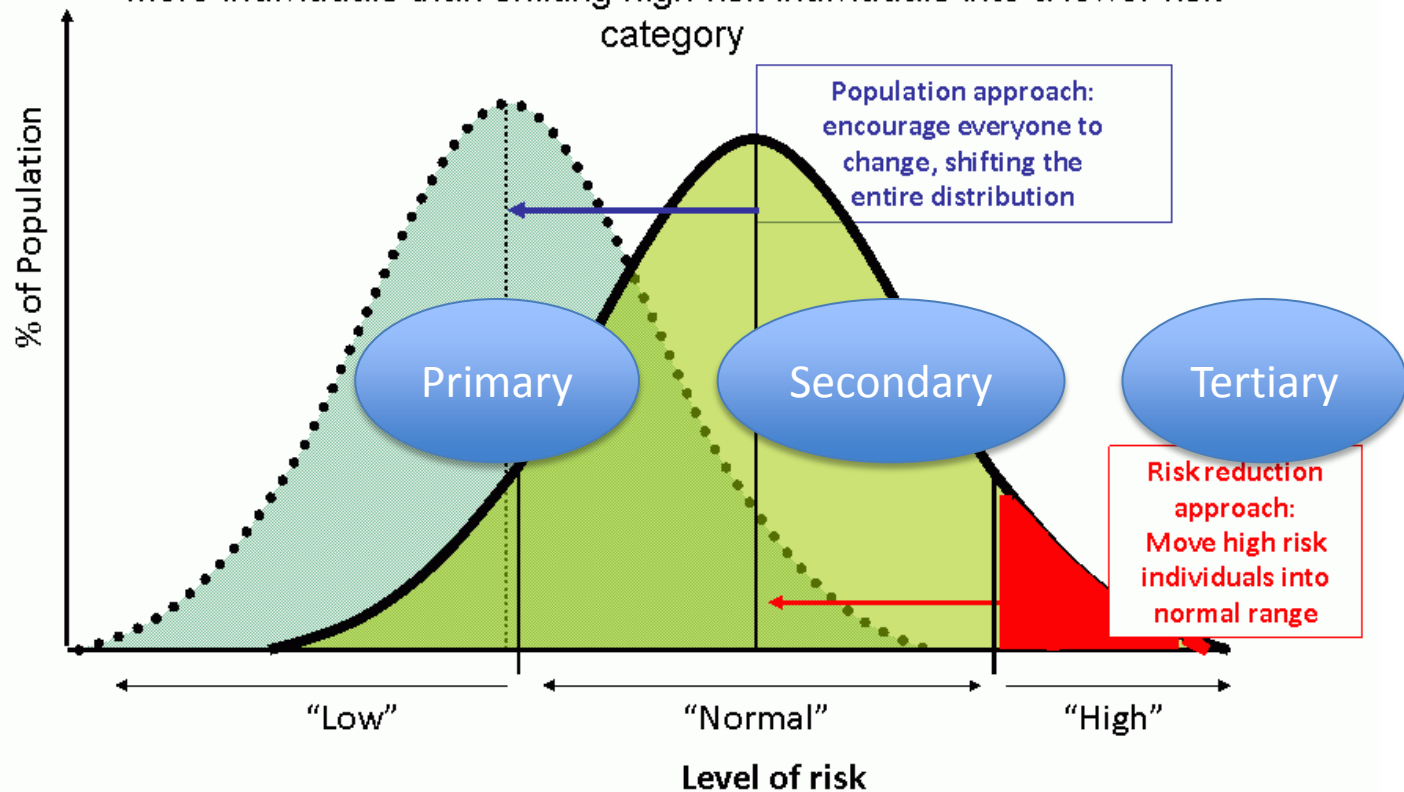 category
% of Population
Population approach:
encourage everyone to
change, shifting the
entire distribution
Primary
Secondary
Tertiary
Risk reduction
approach:
Move high risk
individuals into
normal range
“Low”
“Normal”
“High”
Level of risk